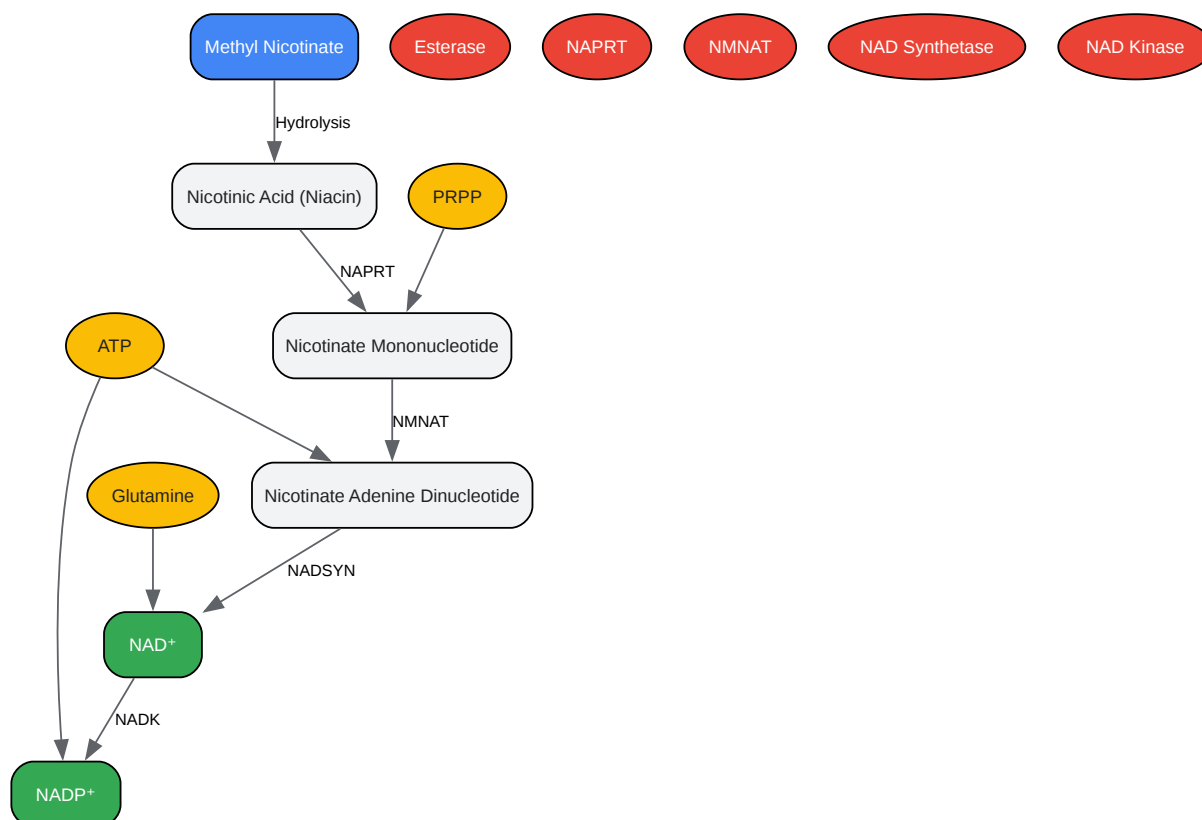 Methyl Nicotinate
Esterase
NAPRT
NMNAT
NAD Synthetase
NAD Kinase
Hydrolysis
Nicotinic Acid (Niacin)
PRPP
NAPRT
ATP
Nicotinate Mononucleotide
NMNAT
Glutamine
Nicotinate Adenine Dinucleotide
NADSYN
NAD⁺
NADK
NADP⁺